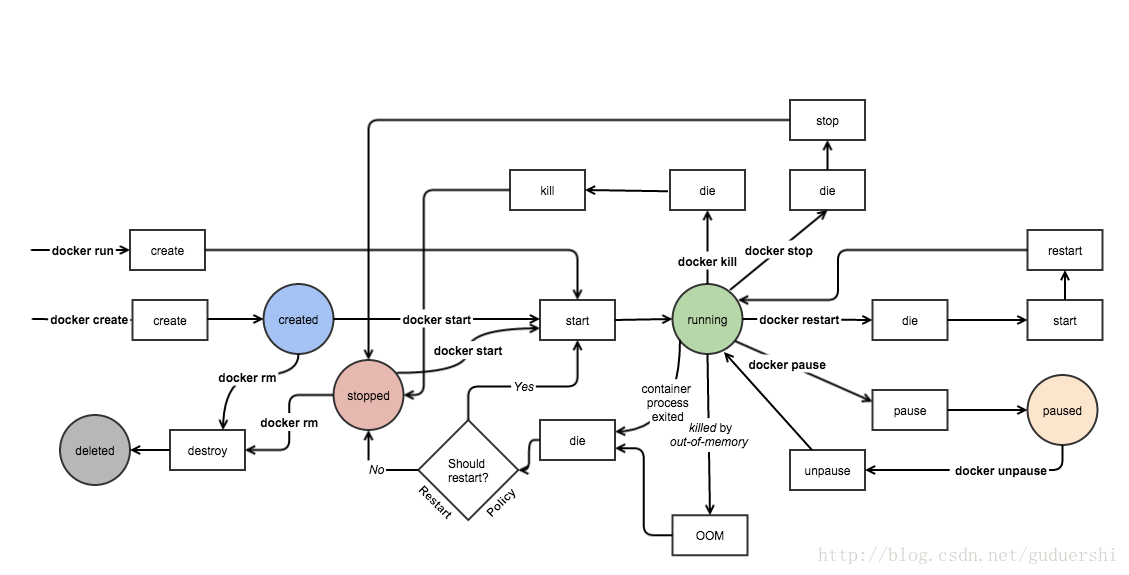 stop
kill
die
die
docker run
create
docker kill
docker stop
restart
docker create
create
created
docker start
start
running
docker restart
die
start
docker start
docker pause
docker rm
Yes
container
process
exited
stopped
pause
paused
docker rm
killed by
out-of-memory
deleted
destroy
die
No
Should
restart?
unpause
docker unpause
Restart
Policy
OOM
http://blog.csdn.net/guduershi